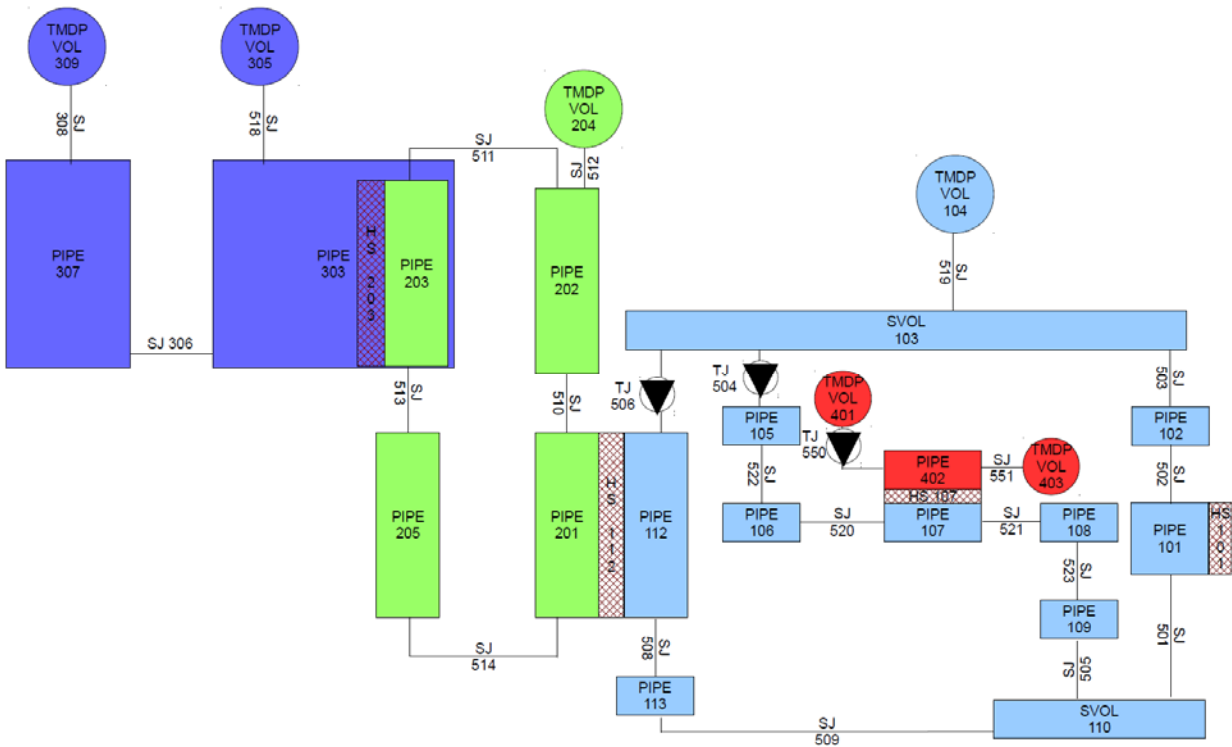 TMDP
VOL
309
TMDP
VOL
305
TMDP
VOL
204
SJ
308
SJ
518
SJ
511
SJ
512
TMDP
VOL
104
PIPE
307
PIPE
303
HS 203
PIPE
203
PIPE
202
SJ
519
SVOL
103
SJ 306
SJ
513
SJ
510
TJ
506
TJ
504
TMDP
VOL
401
SJ
503
PIPE
105
TJ
550
PIPE
102
PIPE
205
PIPE
201
HS 112
PIPE
112
SJ
522
PIPE
402
SJ
551
TMDP
VOL
403
SJ
502
HS 107
PIPE
106
SJ
520
PIPE
107
SJ
521
PIPE
108
PIPE
101
HS 101
SJ
523
PIPE
109
SJ
501
SJ
514
SJ
508
SJ
505
PIPE
113
SVOL
110
SJ
509